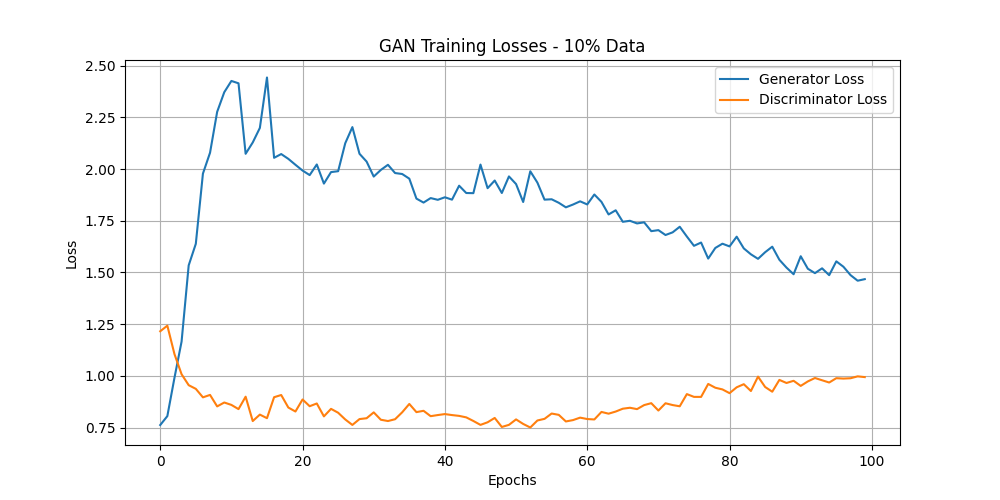 GAN Training Losses - 10% Data
Generator Loss
Discriminator Loss
Loss
2.50
2.25
2.00
1.75
1.50
1.25
1.00
0.75
0 20 40 60 80 100
Epochs